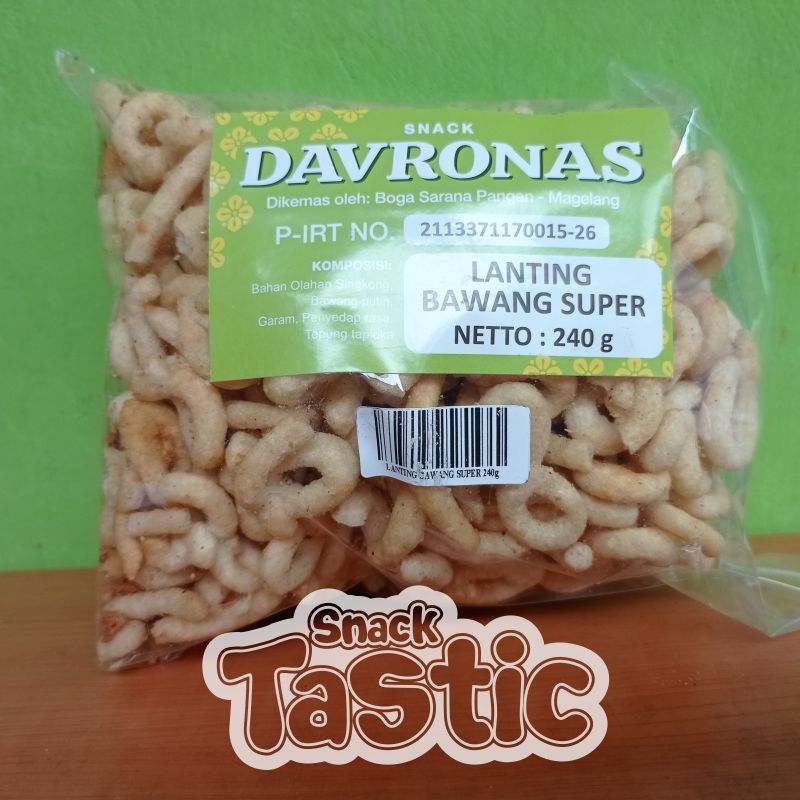 SNACK
DAVRONAS
Dikemas oleh: Boga Sarana Pangan - Magelang
P-IRT NO. 2113371170015-26
KOMPOSISI:
Bahan Olahan Singkong,
Bawang putih,
Garam, Penyedap rasa,
Tepung tapioka
LANTING
BAWANG SUPER
NETTO : 240 g
LANTING BAWANG SUPER 240g
Snack
Tastic